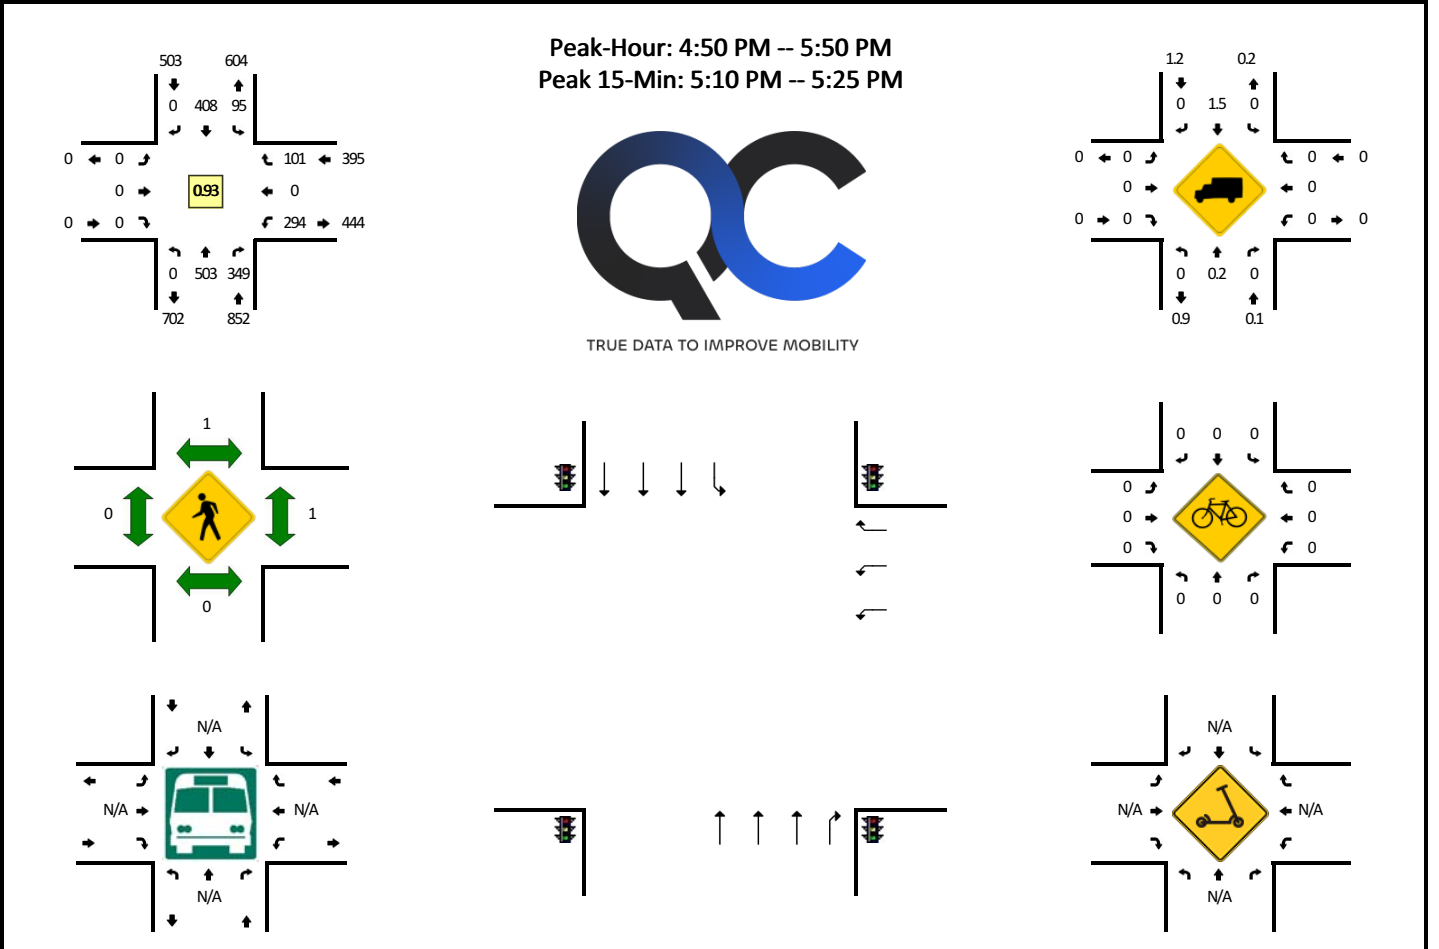 Peak-Hour: 4:50 PM -- 5:50 PM
Peak 15-Min: 5:10 PM -- 5:25 PM
503 604
0 408 95
0 0 101 395
0 0.93 0
0 0 294 444
0 503 349
702 852
QC
TRUE DATA TO IMPROVE MOBILITY
1.2 0.2
0 1.5 0
0 0 0 0
0 0
0 0 0 0
0 0.2 0
0.9 0.1
1
0 1
0
0 0 0
0 0
0 0
0 0
0 0 0
N/A
N/A N/A
N/A
N/A
N/A N/A
N/A